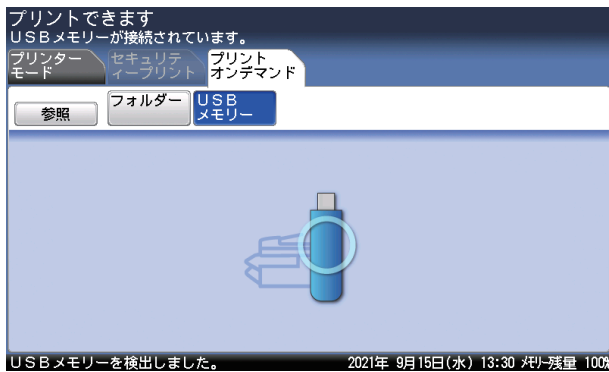 プリントできます
ＵＳＢメモリーが接続されています。
プリンター
モード
セキュリテ
ィープリント
プリント
オンデマンド
参照
フォルダー
ＵＳＢ
メモリー
ＵＳＢメモリーを検出しました。
2021年 9月15日(水) 13:30 ﾒﾓﾘｰ残量 100%